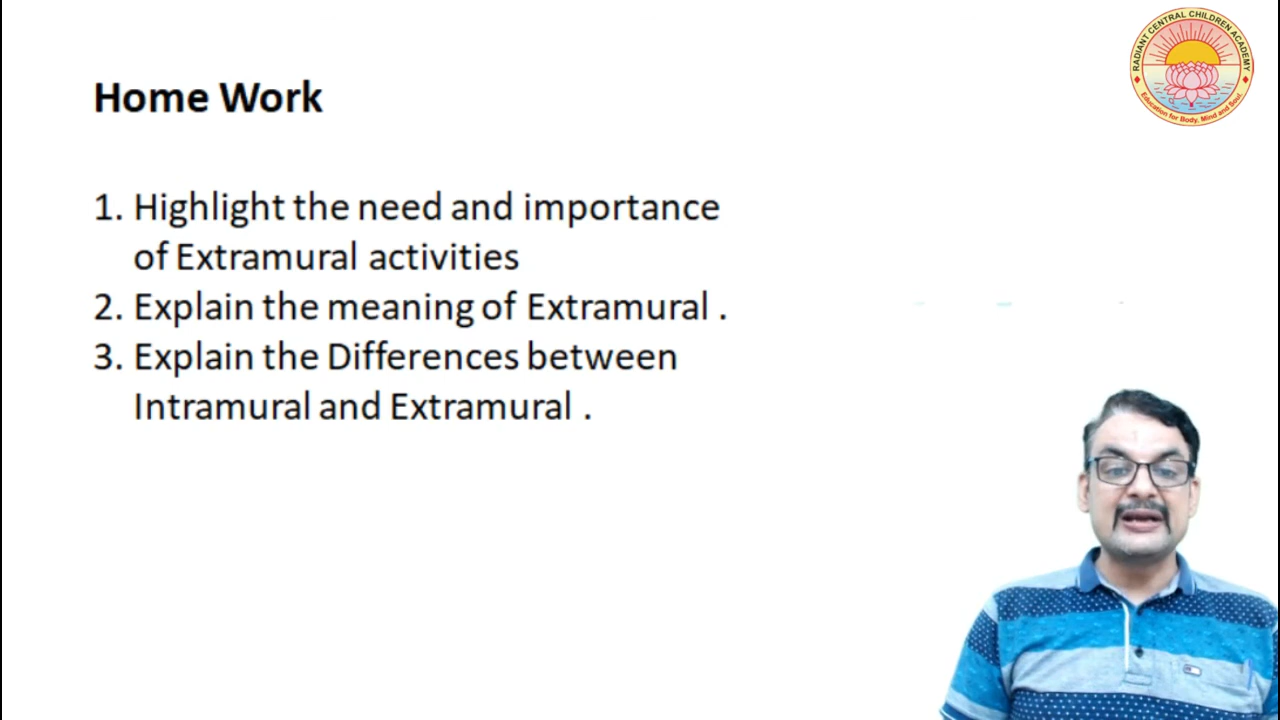 RADIANT CENTRAL CHILDREN ACADEMY
Education for Body, Mind and Soul.
Home Work
1. Highlight the need and importance
of Extramural activities
2. Explain the meaning of Extramural .
3. Explain the Differences between
Intramural and Extramural .